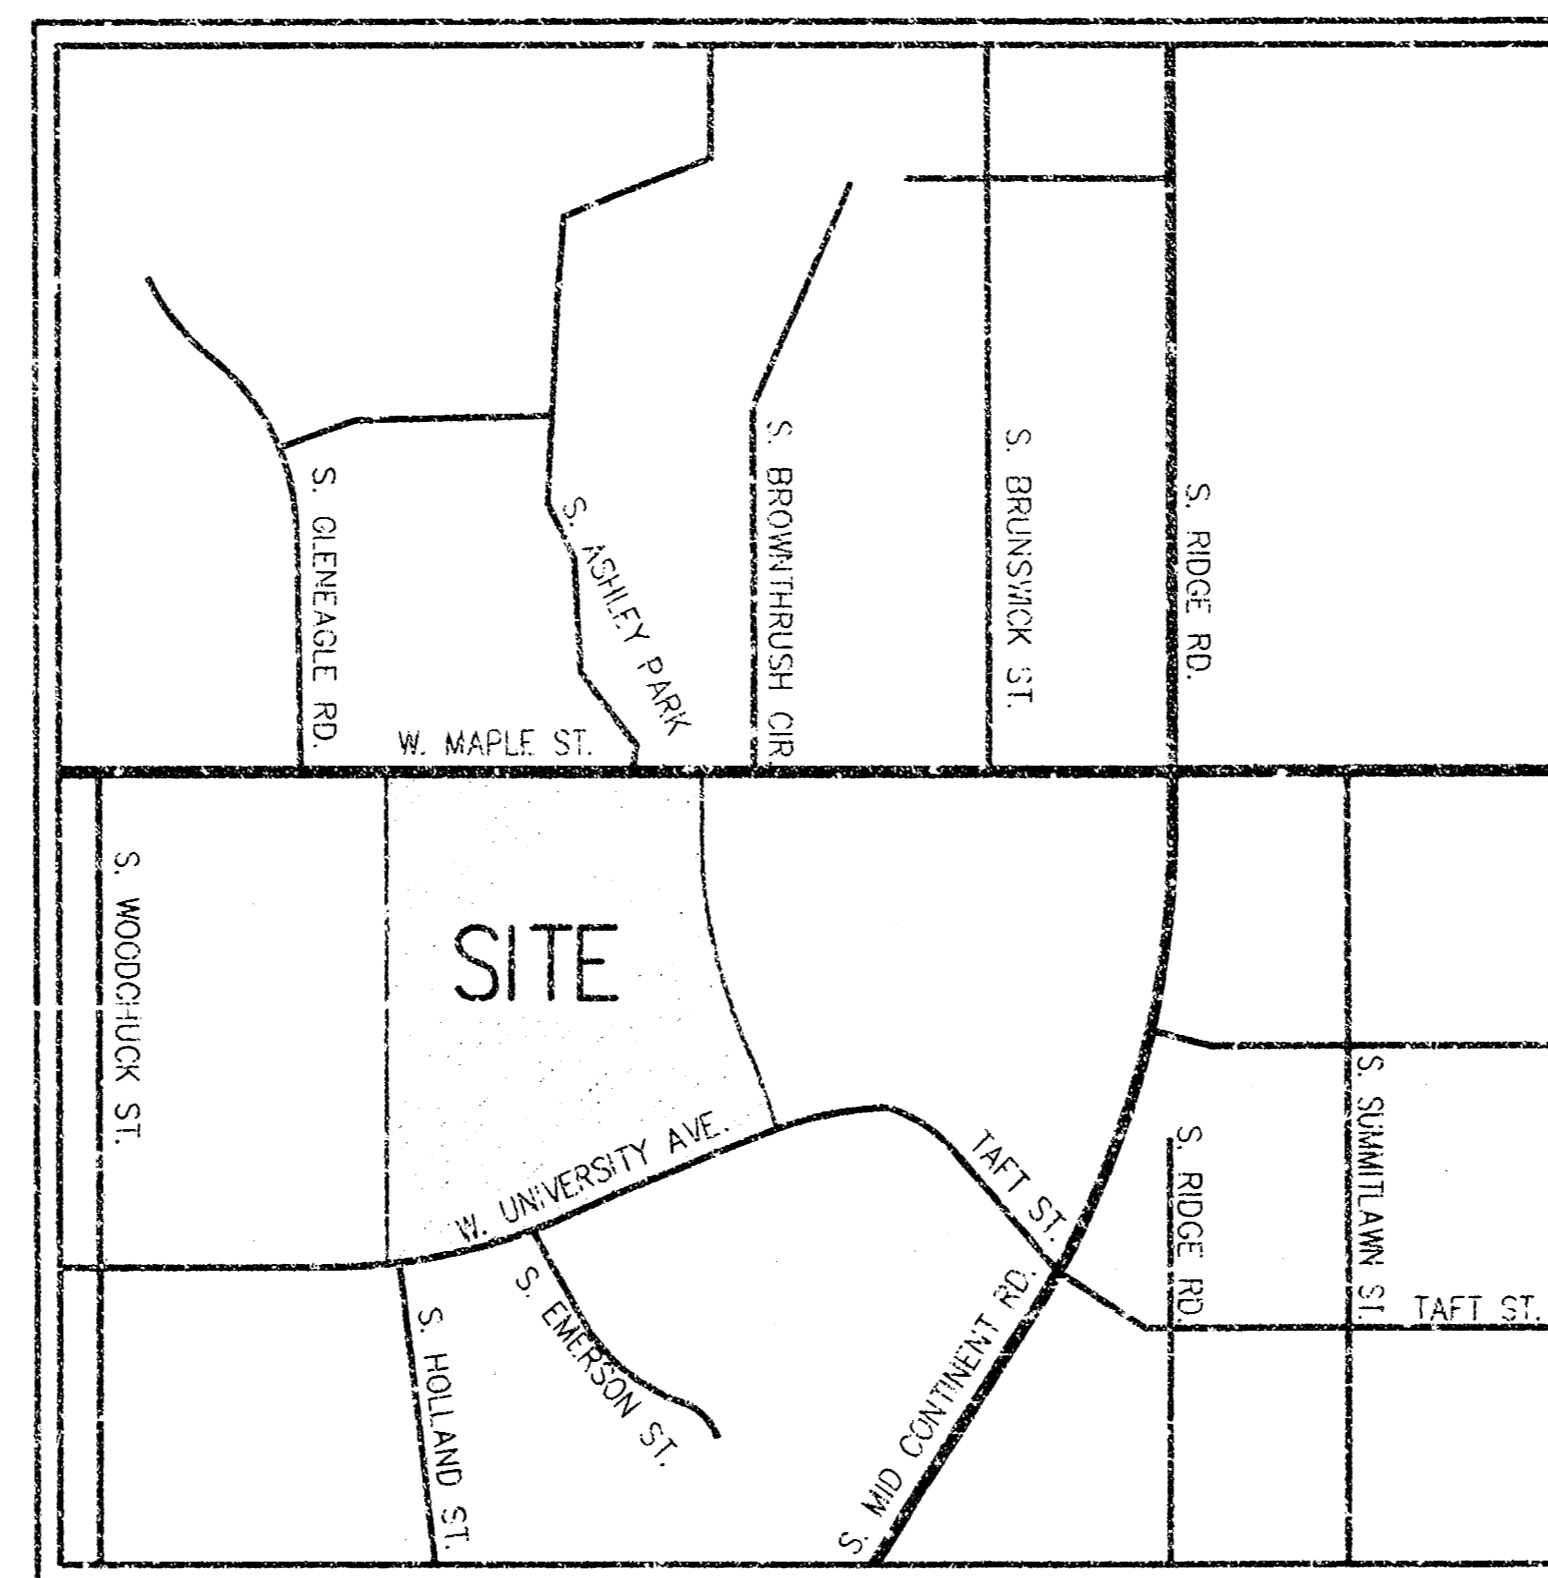 S. GLENEAGLE RD.
S. ASHLEY PARK
S. BROWNTHRUSH CIR.
S. BRUNSWICK ST.
S. RIDGE RD.
W. MAPLE ST.
S. WOODCHUCK ST.
SITE
W. UNIVERSITY AVE.
TAFT ST.
S. RIDGE RD.
S. SUMMITLAWN ST.
TAFT ST.
S. HOLLAND ST.
S. EMERSON ST.
S. MID CONTINENT RD.